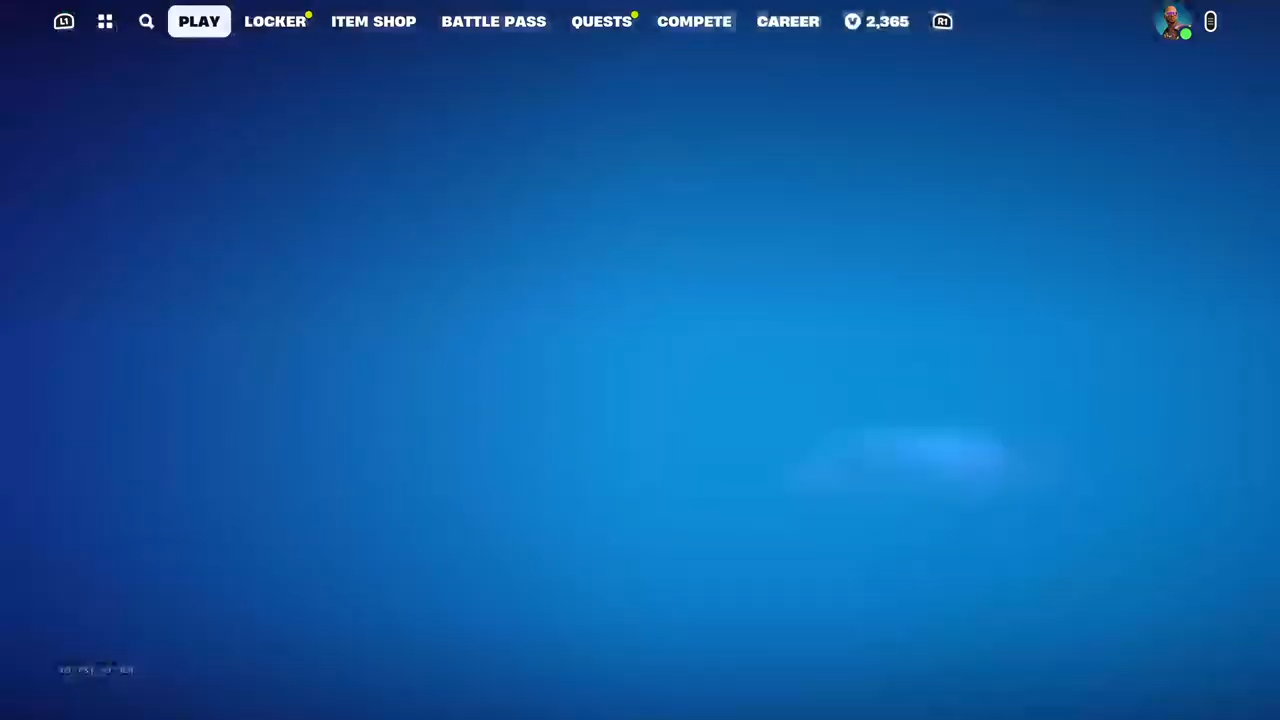 L1 PLAY LOCKER ITEM SHOP BATTLE PASS QUESTS COMPETE CAREER V 2,365 R1